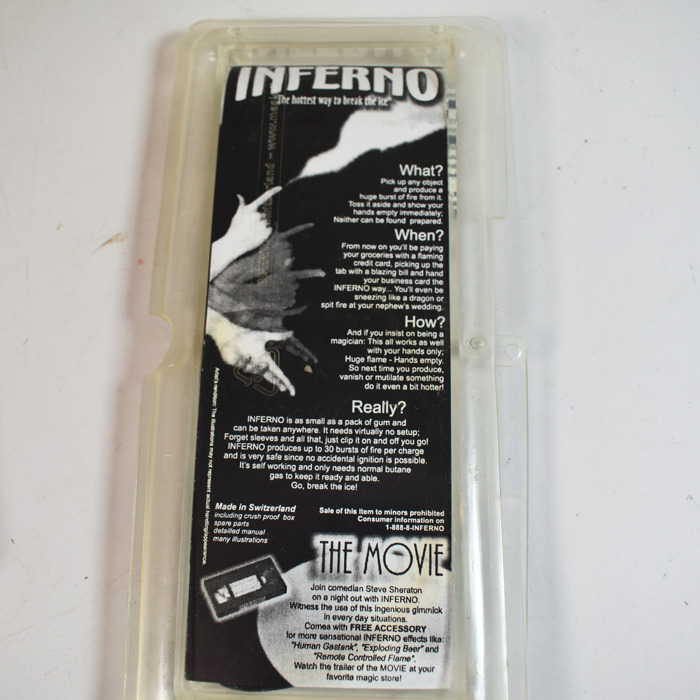 INFERNO
The hottest way to break the ice
What?
Pick up any object
and produce a
huge burst of fire from it.
Toss it aside and show your
hands empty immediately;
Neither can be found prepared.
When?
From now on you'll be paying
your groceries with a flaming
credit card, picking up the
tab with a blazing bill and hand
your business card the
INFERNO way... You'll even be
sneezing like a dragon or
spit fire at your nephew's wedding.
How?
And if you insist on being a
magician: This all works as well
with your hands only;
Huge flame - Hands empty.
So next time you produce,
vanish or mutilate something
do it even a bit hotter!
Really?
INFERNO is as small as a pack of gum and
can be taken anywhere. It needs virtually no setup;
Forget sleeves and all that, just clip it on and off you go!
INFERNO produces up to 30 bursts of fire per charge
and is very safe since no accidental ignition is possible.
It's self working and only needs normal butane
gas to keep it ready and able.
Go, break the ice!
Artist's rendition The illustrations may not represent actual handling/appearance.
Made in Switzerland
including crush proof box
spare parts
detailed manual
many illustrations
Sale of this item to minors prohibited
Consumer information on
1-888-8-INFERNO
THE MOVIE
Join comedian Steve Sheraton
on a night out with INFERNO.
Witness the use of this ingenious gimmick
in every day situations.
Comes with FREE ACCESSORY
for more sensational INFERNO effects like:
"Human Gastank", "Exploding Beer" and
"Remote Controlled Flame".
Watch the trailer of the MOVIE at your
favorite magic store!